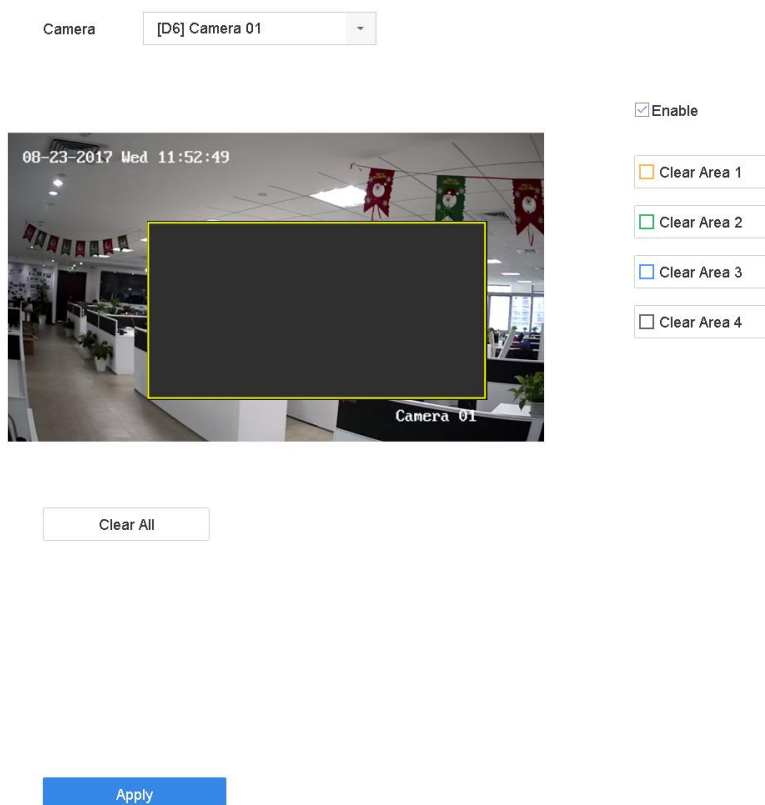 Camera
[D6] Camera 01
Enable
08-23-2017 Wed 11:52:49
Clear Area 1
Clear Area 2
Clear Area 3
Clear Area 4
Camera 01
Clear All
Apply